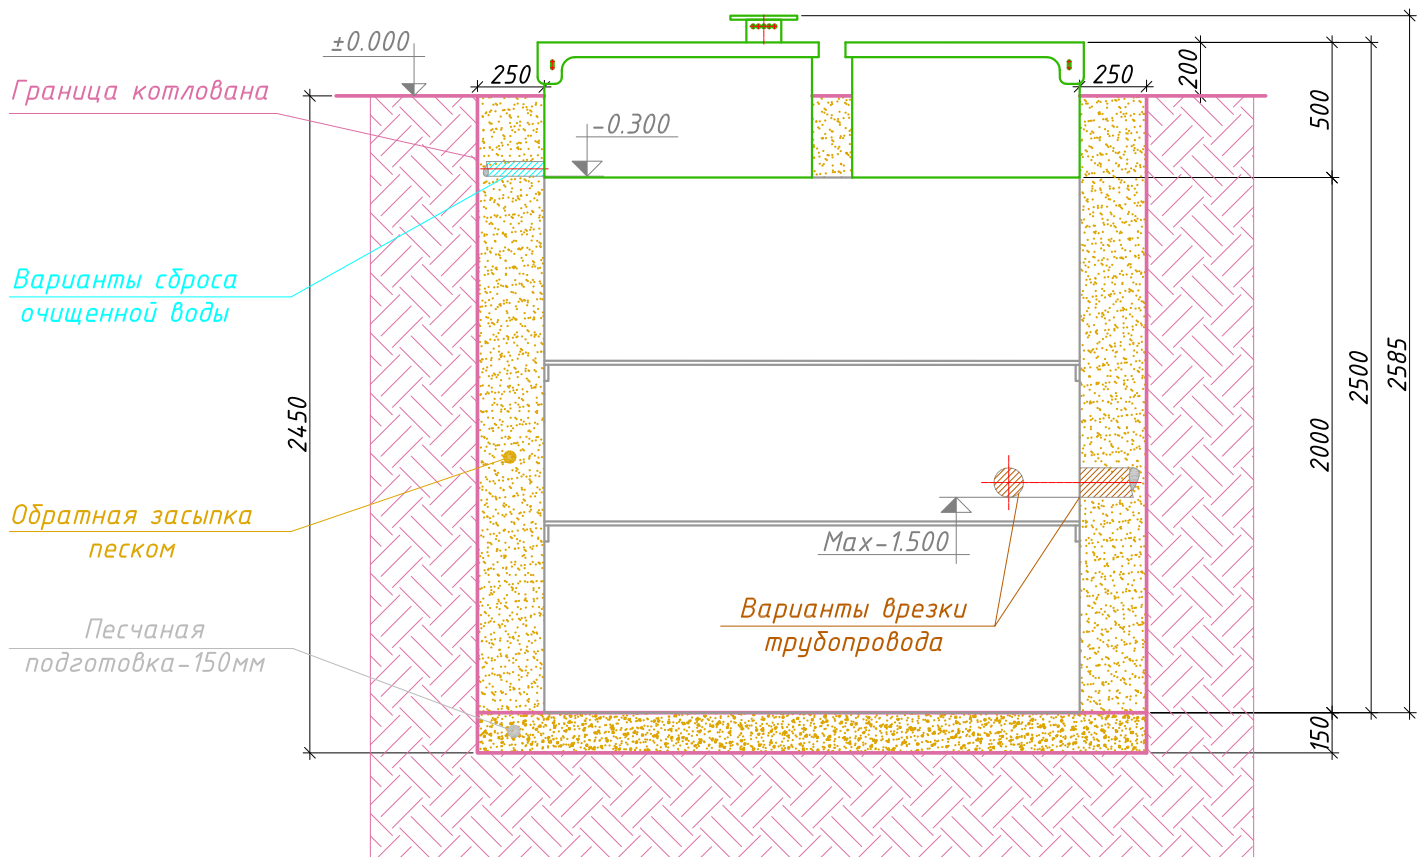 ±0.000
Граница котлована
250
250
200
500
-0.300
Варианты сброса
очищенной воды
2450
2000
2500
2585
Обратная засыпка
песком
Max-1.500
Варианты врезки
трубопровода
Песчаная
подготовка-150мм
150